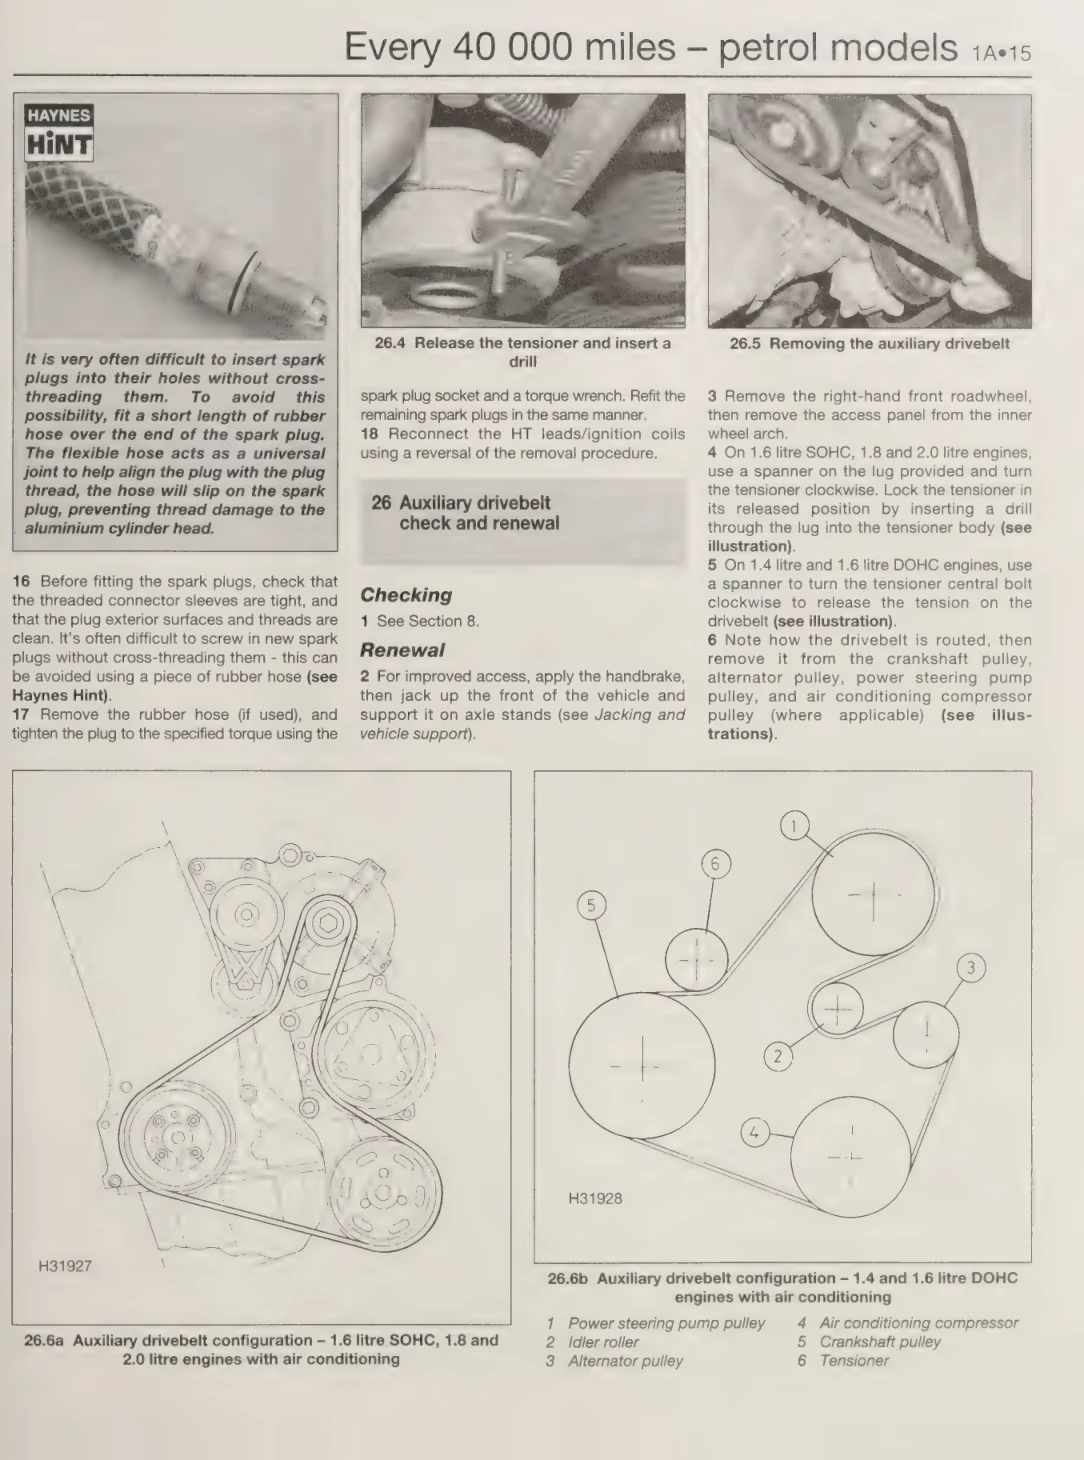 Every 40 000 miles – petrol models 1A•15
HAYNES
HiNT
It is very often difficult to insert spark
plugs into their holes without cross-
threading them. To avoid this
possibility, fit a short length of rubber
hose over the end of the spark plug.
The flexible hose acts as a universal
joint to help align the plug with the plug
thread, the hose will slip on the spark
plug, preventing thread damage to the
aluminium cylinder head.
16 Before fitting the spark plugs, check that
the threaded connector sleeves are tight, and
that the plug exterior surfaces and threads are
clean. It's often difficult to screw in new spark
plugs without cross-threading them - this can
be avoided using a piece of rubber hose (see
Haynes Hint).
17 Remove the rubber hose (if used), and
tighten the plug to the specified torque using the
26.4 Release the tensioner and insert a
drill
spark plug socket and a torque wrench. Refit the
remaining spark plugs in the same manner.
18 Reconnect the HT leads/ignition coils
using a reversal of the removal procedure.
26 Auxiliary drivebelt
check and renewal
Checking
1 See Section 8.
Renewal
2 For improved access, apply the handbrake,
then jack up the front of the vehicle and
support it on axle stands (see Jacking and
vehicle support).
26.5 Removing the auxiliary drivebelt
3 Remove the right-hand front roadwheel,
then remove the access panel from the inner
wheel arch.
4 On 1.6 litre SOHC, 1.8 and 2.0 litre engines,
use a spanner on the lug provided and turn
the tensioner clockwise. Lock the tensioner in
its released position by inserting a drill
through the lug into the tensioner body (see
illustration).
5 On 1.4 litre and 1.6 litre DOHC engines, use
a spanner to turn the tensioner central bolt
clockwise to release the tension on the
drivebelt (see illustration).
6 Note how the drivebelt is routed, then
remove it from the crankshaft pulley,
alternator pulley, power steering pump
pulley, and air conditioning compressor
pulley (where applicable) (see illus-
trations).
H31927
26.6a Auxiliary drivebelt configuration – 1.6 litre SOHC, 1.8 and
2.0 litre engines with air conditioning
1
6
5
3
2
4
H31928
26.6b Auxiliary drivebelt configuration – 1.4 and 1.6 litre DOHC
engines with air conditioning
1 Power steering pump pulley
2 Idler roller
3 Alternator pulley
4 Air conditioning compressor
5 Crankshaft pulley
6 Tensioner